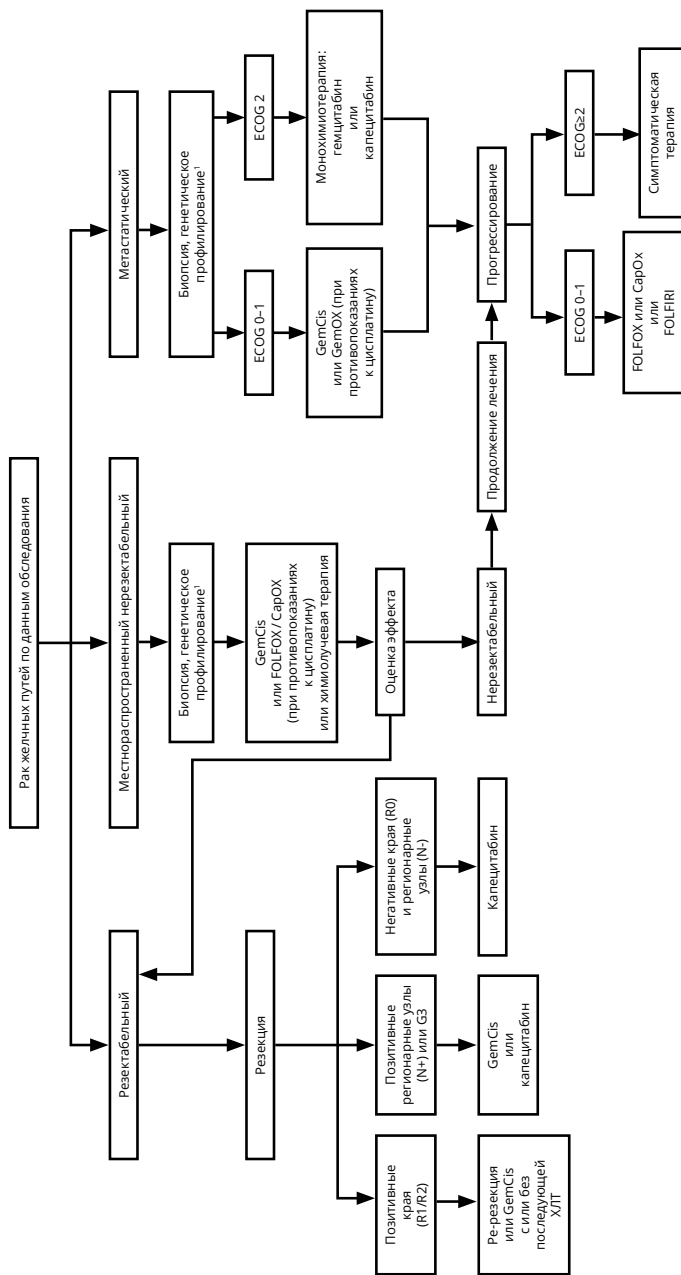 Рак желчных путей по данным обследования
Резектабельный
Местнораспространенный нерезектабельный
Метастатический
Резекция
Позитивные
края
(R1/R2)
Ре-резекция
или GemCis
с или без
последующей
ХЛТ
Позитивные
регионарные узлы
(N+) или G3
GemCis
или
капецитабин
Негативные края (R0)
и регионарные
узлы (N-)
Капецитабин
Биопсия, генетическое
профилирование¹
GemCis
или FOLFOX / CapOX
(при противопоказаниях
к цисплатину)
или химиолучевая терапия
Оценка эффекта
Нерезектабельный
Продолжение лечения
Биопсия, генетическое
профилирование¹
ECOG 0–1
GemCis
или GemOX (при
противопоказаниях
к цисплатину)
ECOG 2
Монохимиотерапия:
гемцитабин
или
капецитабин
Прогрессирование
ECOG 0–1
FOLFOX или CapOx
или
FOLFIRI
ECOG≥2
Симптоматическая
терапия